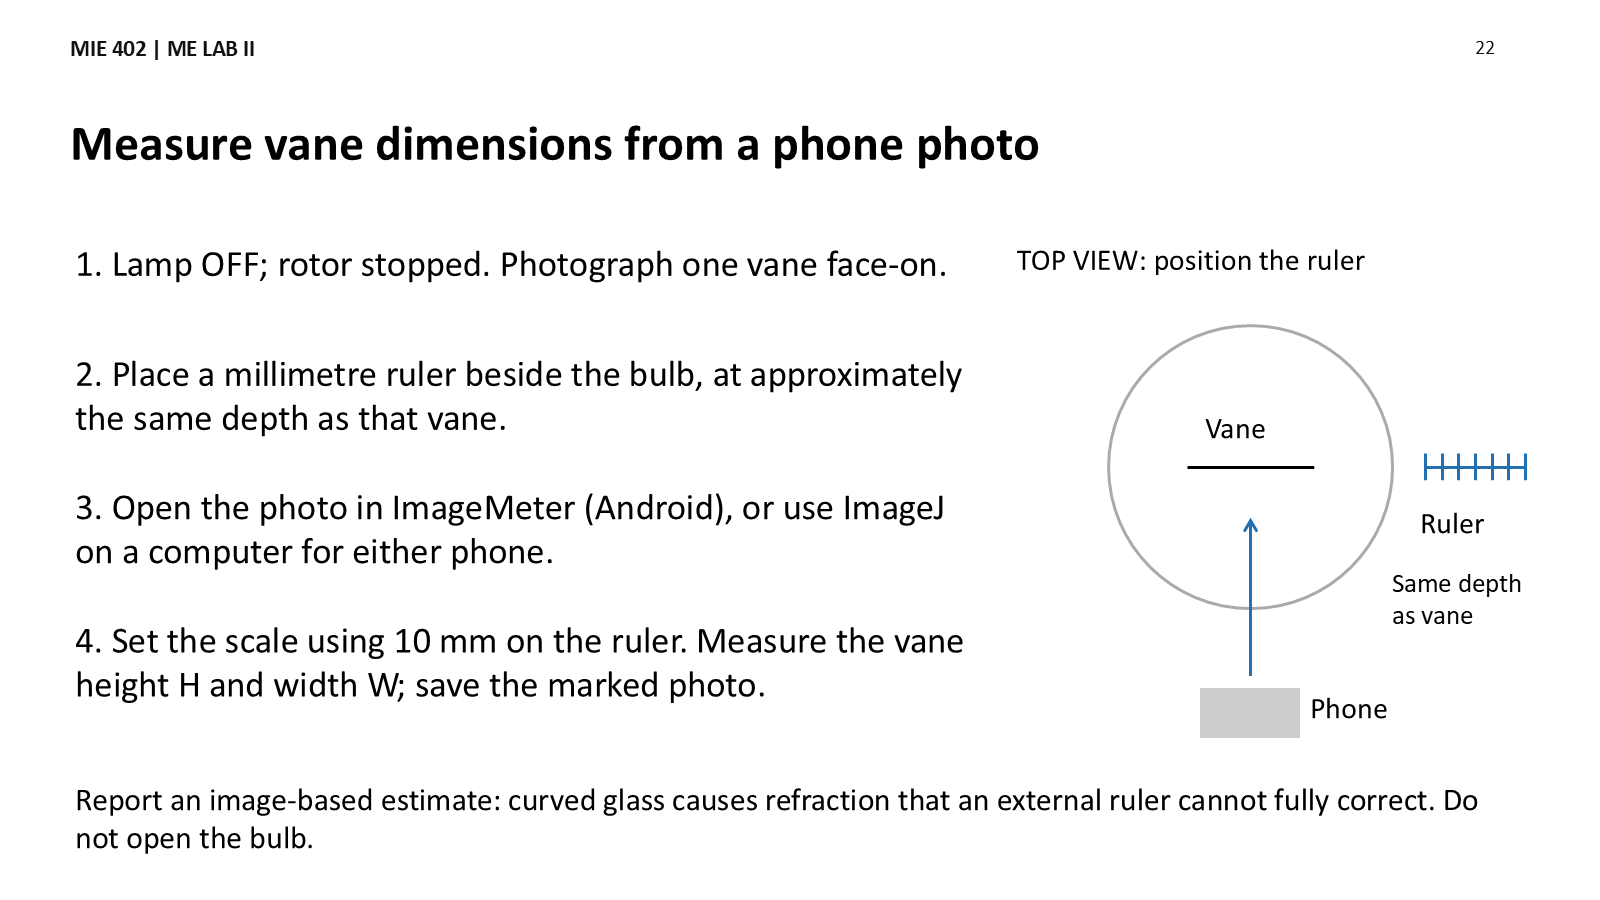 MIE 402 | ME LAB II
22
Measure vane dimensions from a phone photo
1. Lamp OFF; rotor stopped. Photograph one vane face-on.
2. Place a millimetre ruler beside the bulb, at approximately
the same depth as that vane.
3. Open the photo in ImageMeter (Android), or use ImageJ
on a computer for either phone.
4. Set the scale using 10 mm on the ruler. Measure the vane
height H and width W; save the marked photo.
TOP VIEW: position the ruler
Vane
Ruler
Same depth
as vane
Phone
Report an image-based estimate: curved glass causes refraction that an external ruler cannot fully correct. Do
not open the bulb.